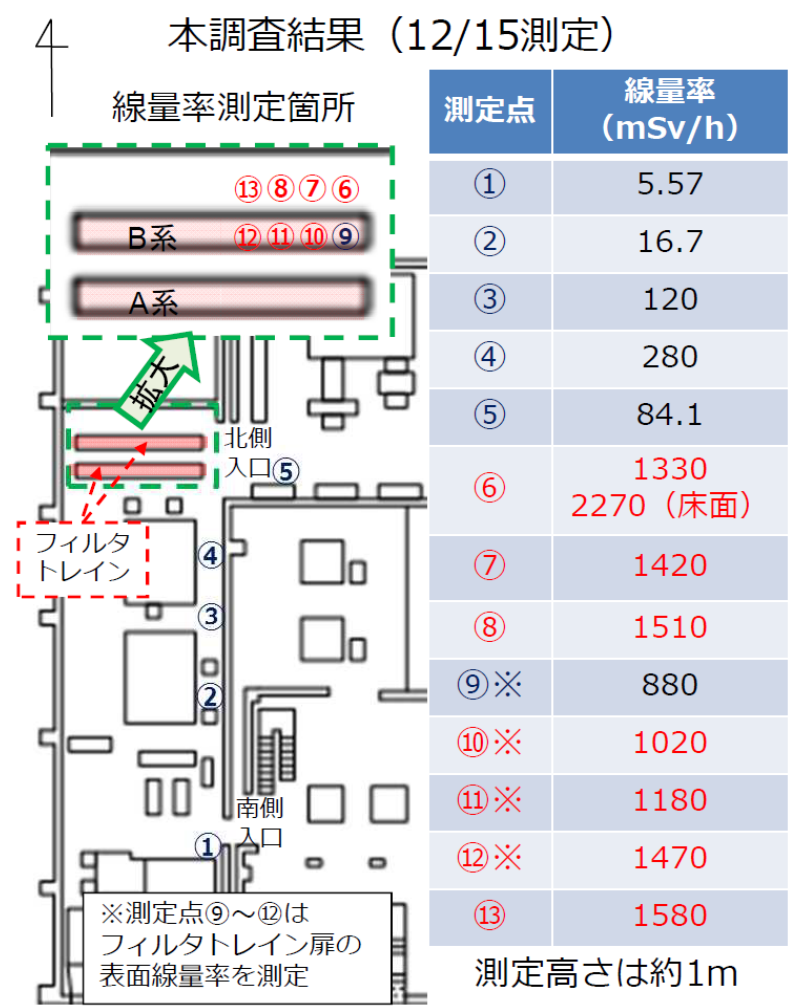 本調査結果（12/15測定）
線量率測定箇所
⑬⑧⑦⑥
B系 ⑫⑪⑩⑨
A系
拡大
北側
入口⑤
フィルタ
トレイン
④
③
②
南側
入口
①
※測定点⑨～⑫は
フィルタトレイン扉の
表面線量率を測定
測定点 線量率
（mSv/h）
① 5.57
② 16.7
③ 120
④ 280
⑤ 84.1
⑥ 1330
2270（床面）
⑦ 1420
⑧ 1510
⑨※ 880
⑩※ 1020
⑪※ 1180
⑫※ 1470
⑬ 1580
測定高さは約1m